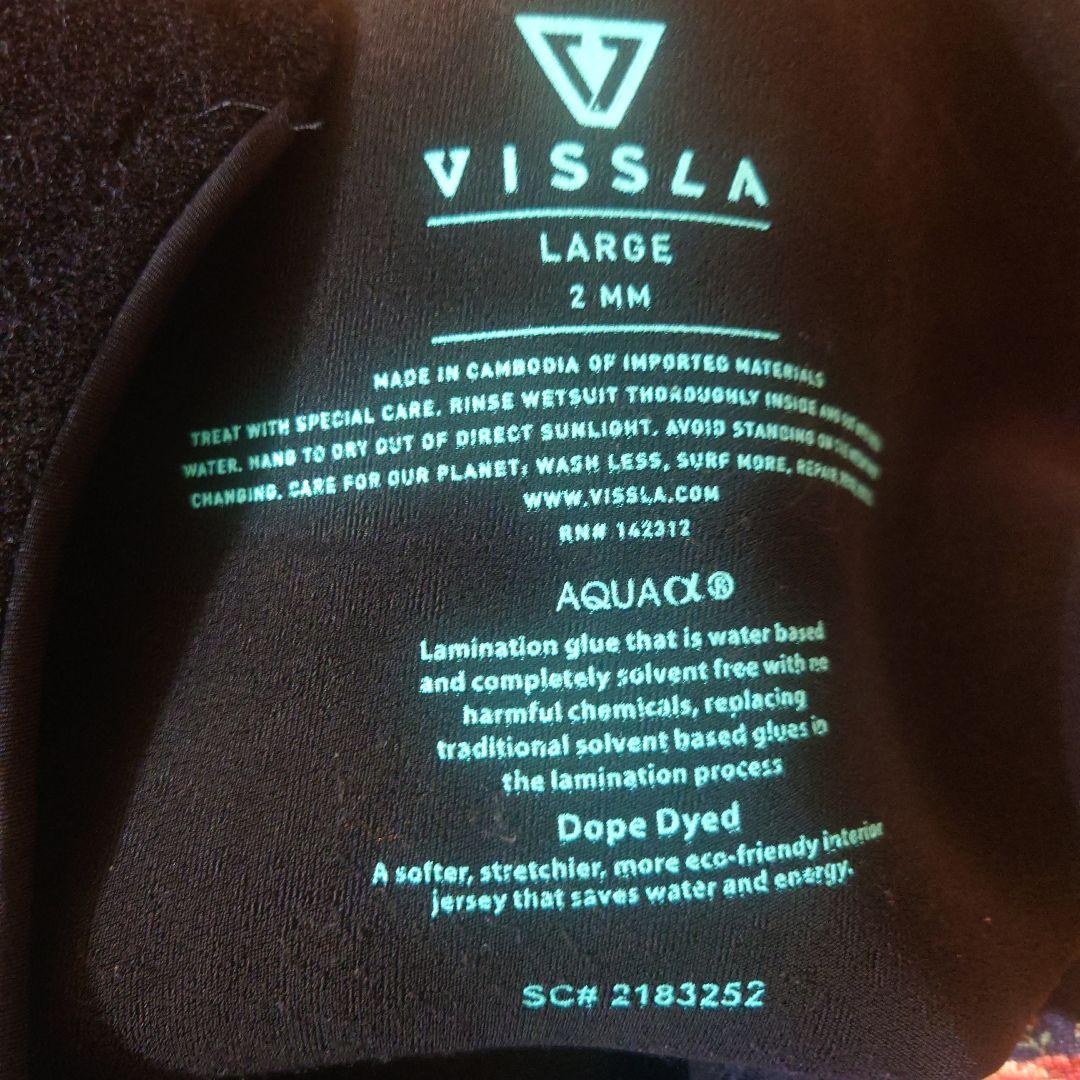 VISSLA
LARGE
2 MM
MADE IN CAMBODIA OF IMPORTED MATERIALS
TREAT WITH SPECIAL CARE. RINSE WETSUIT THOROUGHLY INSIDE AND
WATER. HANG TO DRY OUT OF DIRECT SUNLIGHT. AVOID STANDING ON
CHANGING. CARE FOR OUR PLANET; WASH LESS, SURF MORE, REPAIR,
WWW.VISSLA.COM
RN# 142312
AQUAα®
Lamination glue that is water based
and completely solvent free with no
harmful chemicals, replacing
traditional solvent based glues in
the lamination process
Dope Dyed
A softer, stretchier, more eco-friendly interior
jersey that saves water and energy.
SC# 2183252